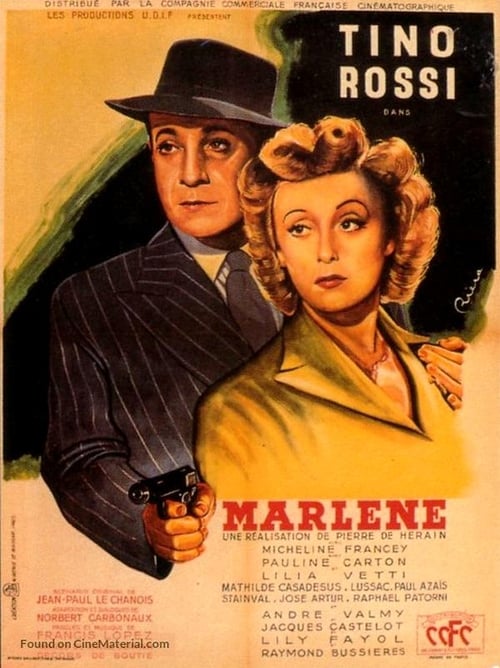 DISTRIBUÉ PAR LA COMPAGNIE COMMERCIALE FRANÇAISE CINÉMATOGRAPHIQUE
LES PRODUCTIONS U.D.I.F PRÉSENTENT
TINO
ROSSI
DANS
MARLENE
UNE RÉALISATION DE PIERRE DE HERAIN
MICHELINE FRANCEY
PAULINE CARTON
LILIA VETTI
MATHILDE CASADESUS. LUSSAC. PAUL AZAÏS
STAINVAL. JOSE ARTUR. RAPHAEL PATORNI
ANDRE VALMY
JACQUES CASTELOT
LILY FAYOL
RAYMOND BUSSIERES
SCÉNARIO ORIGINAL DE
JEAN-PAUL LE CHANOIS
ADAPTATION ET DIALOGUES DE
NORBERT CARBONAUX
PAROLES ET MUSIQUE DE
FRANCIS LOPEZ
CCFC
Found on CineMaterial.com